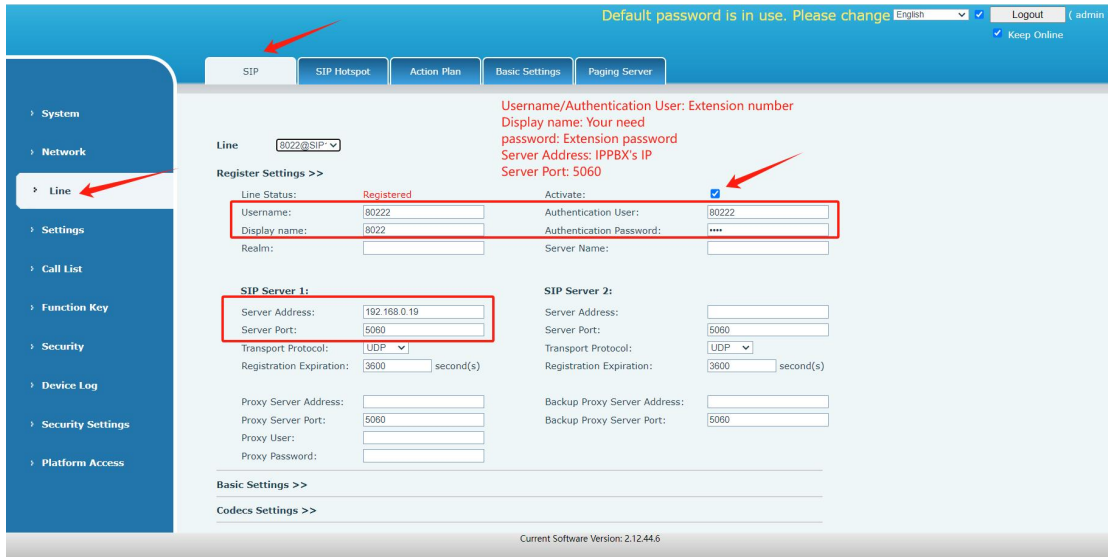 Default password is in use. Please change English Logout ( admin
Keep Online
SIP SIP Hotspot Action Plan Basic Settings Paging Server
› System
› Network
› Line
› Settings
› Call List
› Function Key
› Security
› Device Log
› Security Settings
› Platform Access
Username/Authentication User: Extension number
Display name: Your need
password: Extension password
Server Address: IPPBX's IP
Server Port: 5060
Line 8022@SIP1
Register Settings >>
Line Status: Registered Activate:
Username: 80222 Authentication User: 80222
Display name: 8022 Authentication Password: ••••
Realm: Server Name:
SIP Server 1: SIP Server 2:
Server Address: 192.168.0.19 Server Address:
Server Port: 5060 Server Port: 5060
Transport Protocol: UDP Transport Protocol: UDP
Registration Expiration: 3600 second(s) Registration Expiration: 3600 second(s)
Proxy Server Address: Backup Proxy Server Address:
Proxy Server Port: 5060 Backup Proxy Server Port: 5060
Proxy User:
Proxy Password:
Basic Settings >>
Codecs Settings >>
Current Software Version: 2.12.44.6